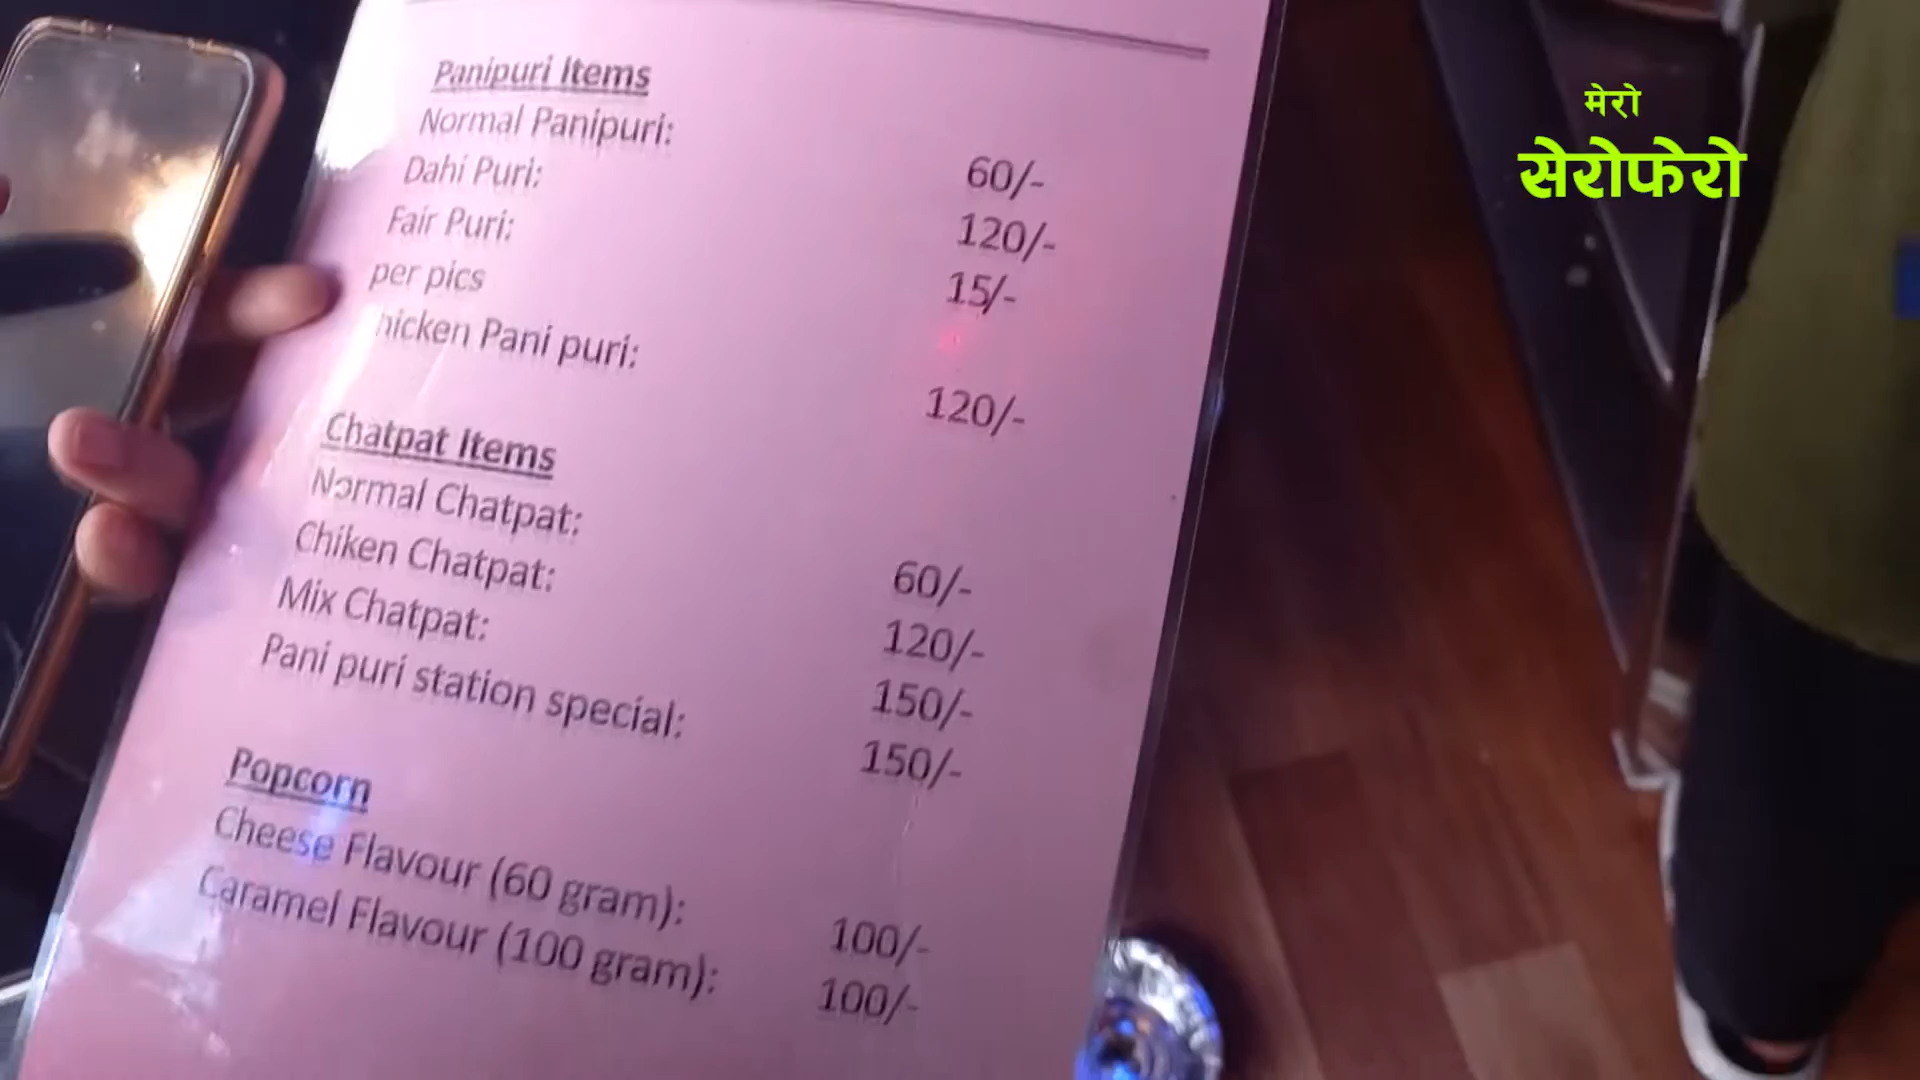 Panipuri Items
Normal Panipuri: 60/-
Dahi Puri: 120/-
Fair Puri: 15/-
per pics
hicken Pani puri: 120/-
Chatpat Items
Normal Chatpat: 60/-
Chiken Chatpat: 120/-
Mix Chatpat: 150/-
Pani puri station special: 150/-
Popcorn
Cheese Flavour (60 gram): 100/-
Caramel Flavour (100 gram): 100/-
मेरो
सेरोफेरो